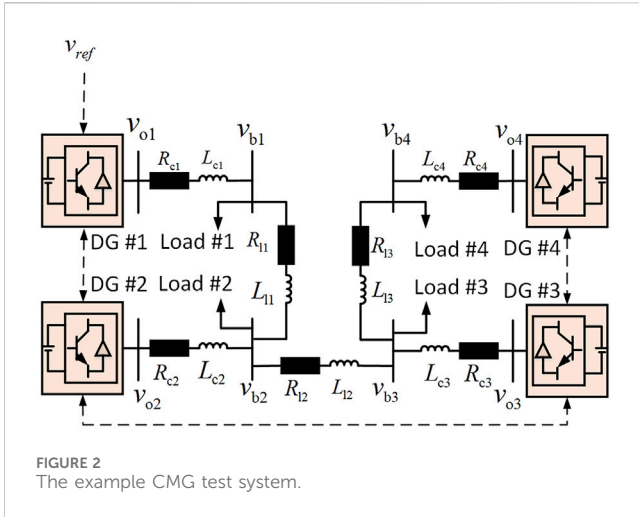 v_ref
v_o1
R_c1
L_c1
v_b1
v_b4
L_c4
R_c4
v_o4
DG #1
Load #1
R_l1
R_l3
Load #4
DG #4
DG #2
Load #2
L_l1
L_l3
Load #3
DG #3
v_o2
R_c2
L_c2
v_b2
R_l2
L_l2
v_b3
L_c3
R_c3
v_o3
FIGURE 2
The example CMG test system.